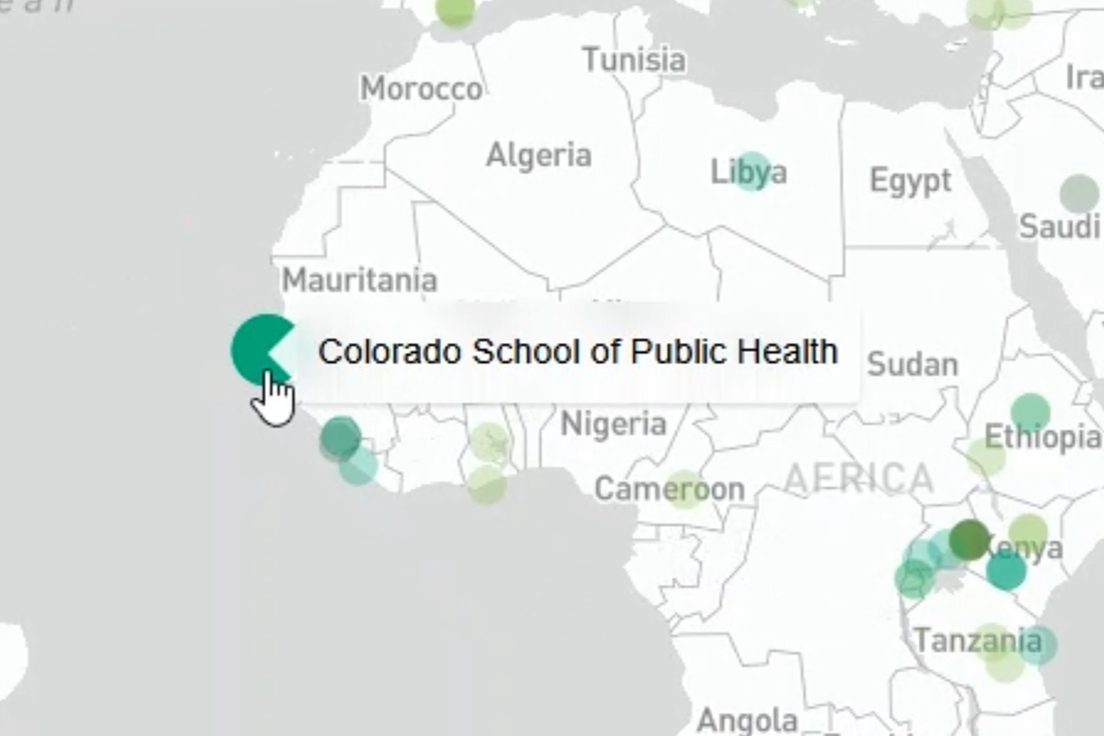 Tunisia
Morocco
Ira
Algeria
Libya
Egypt
Saudi
Mauritania
Colorado School of Public Health
Sudan
Nigeria
Ethiopia
AFRICA
Cameroon
Kenya
Tanzania
Angola